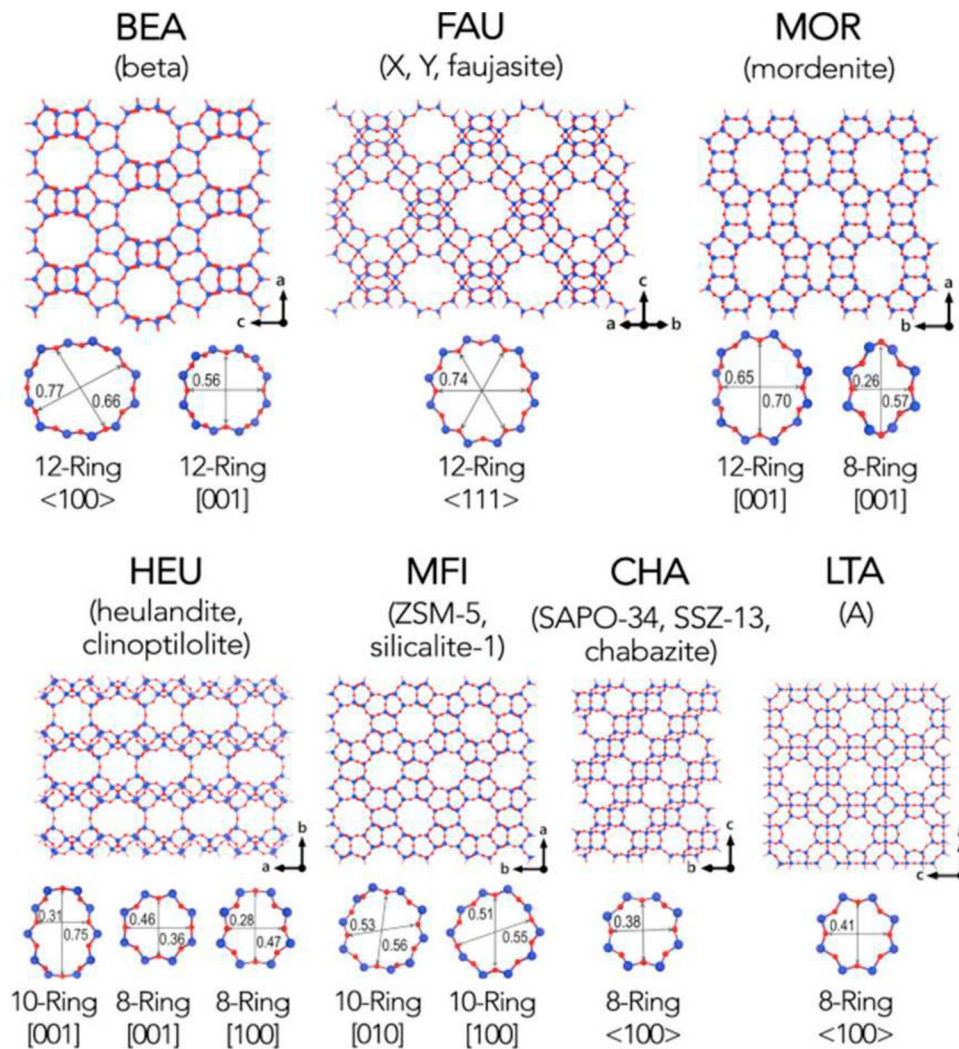 BEA
(beta)
FAU
(X, Y, faujasite)
MOR
(mordenite)
a
c
c
a
b
a
b
0.77
0.66
0.56
0.74
0.65
0.70
0.26
0.57
12-Ring
<100>
12-Ring
[001]
12-Ring
<111>
12-Ring
[001]
8-Ring
[001]
HEU
(heulandite,
clinoptilolite)
MFI
(ZSM-5,
silicalite-1)
CHA
(SAPO-34, SSZ-13,
chabazite)
LTA
(A)
b
a
a
b
c
b
c
0.31
0.75
0.46
0.36
0.28
0.47
0.53
0.56
0.51
0.55
0.38
0.41
10-Ring
[001]
8-Ring
[001]
8-Ring
[100]
10-Ring
[010]
10-Ring
[100]
8-Ring
<100>
8-Ring
<100>